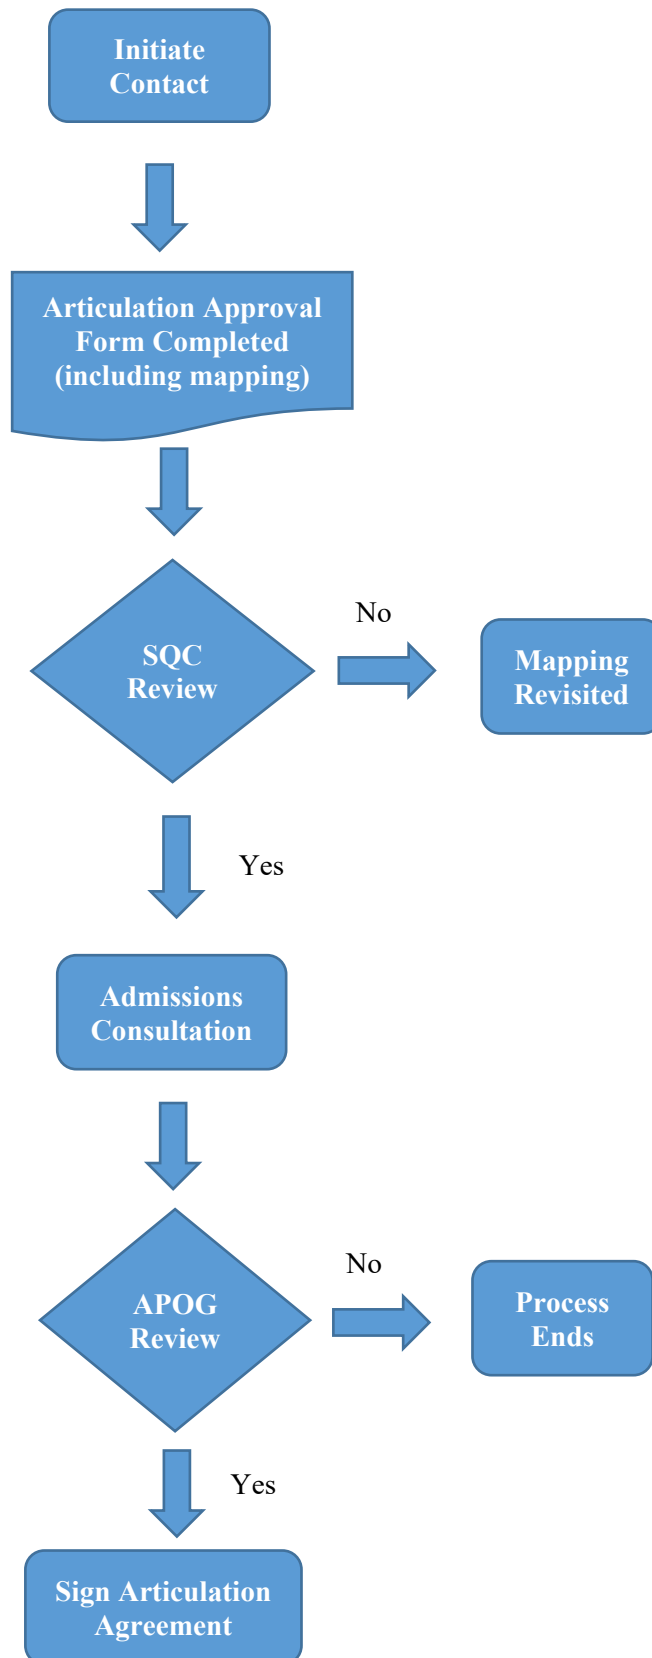 Initiate
Contact
Articulation Approval
Form Completed
(including mapping)
SQC
Review
No
Mapping
Revisited
Yes
Admissions
Consultation
APOG
Review
No
Process
Ends
Yes
Sign Articulation
Agreement